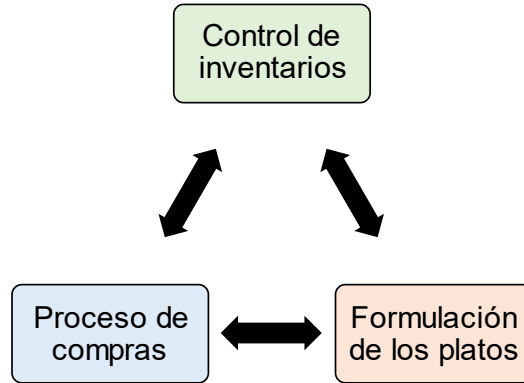 Control de
inventarios
Proceso de
compras
Formulación
de los platos